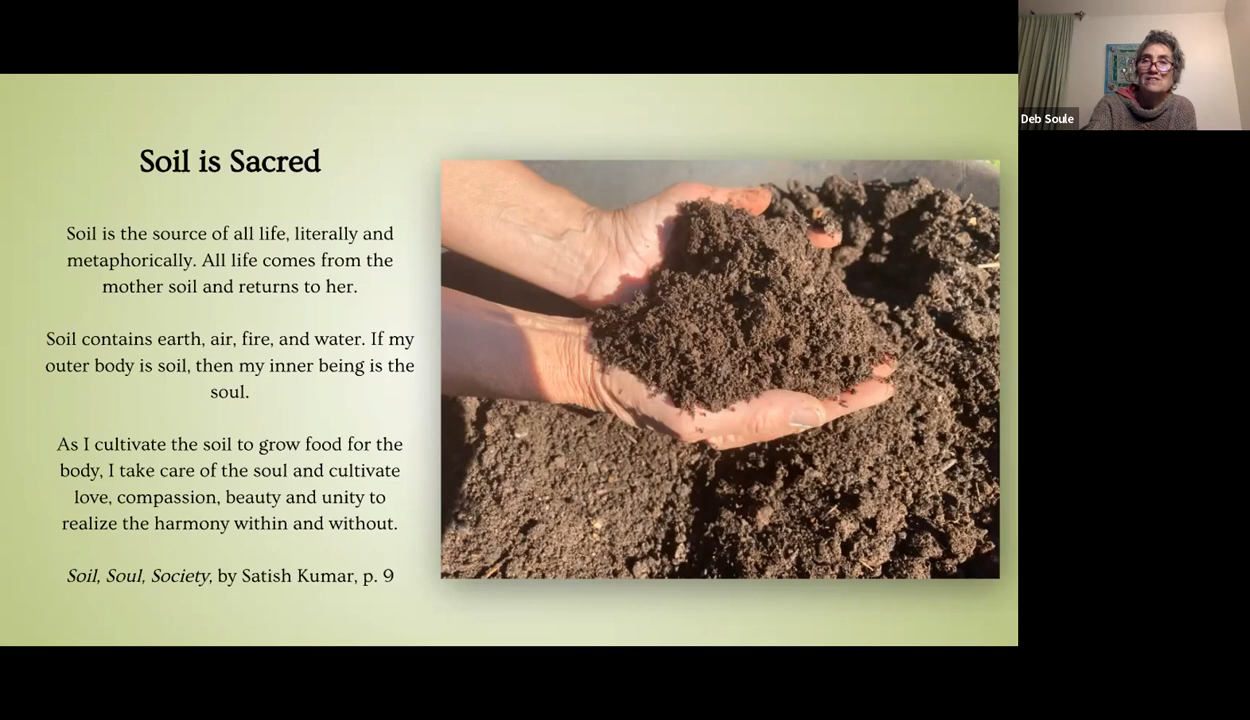 Soil is Sacred
Soil is the source of all life, literally and
metaphorically. All life comes from the
mother soil and returns to her.
Soil contains earth, air, fire, and water. If my
outer body is soil, then my inner being is the
soul.
As I cultivate the soil to grow food for the
body, I take care of the soul and cultivate
love, compassion, beauty and unity to
realize the harmony within and without.
Soil, Soul, Society, by Satish Kumar, p. 9
Deb Soule